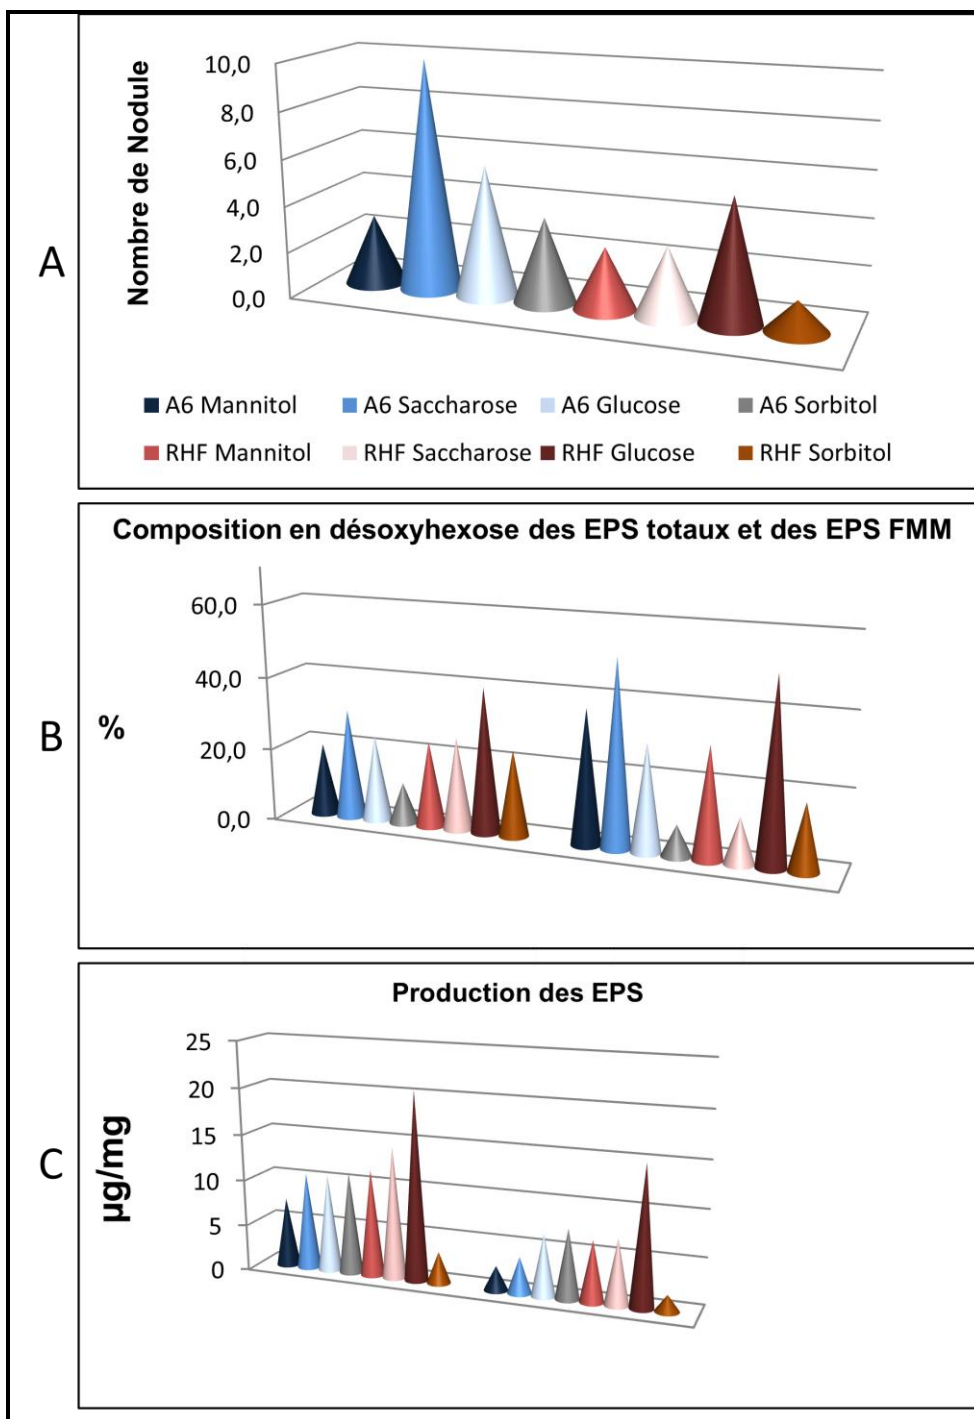 A
Nombre de Nodule
10,0
8,0
6,0
4,0
2,0
0,0
A6 Mannitol A6 Saccharose A6 Glucose A6 Sorbitol
RHF Mannitol RHF Saccharose RHF Glucose RHF Sorbitol
B
Composition en désoxyhexose des EPS totaux et des EPS FMM
%
60,0
40,0
20,0
0,0
C
Production des EPS
µg/mg
25
20
15
10
5
0